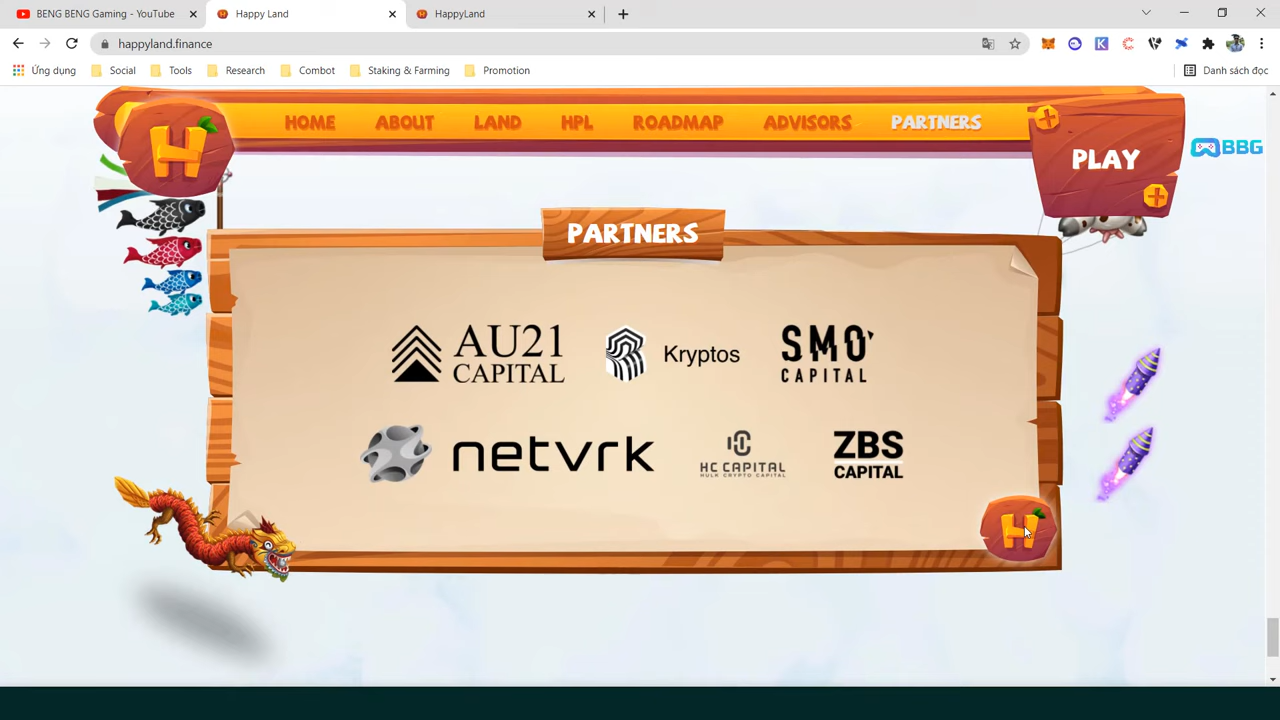 BENG BENG Gaming - YouTube
Happy Land
HappyLand
happyland.finance
Ứng dụng
Social
Tools
Research
Combot
Staking & Farming
Promotion
Danh sách đọc
HOME
ABOUT
LAND
HPL
ROADMAP
ADVISORS
PARTNERS
PLAY
BBG
H
PARTNERS
AU21
CAPITAL
Kryptos
SMO
CAPITAL
netvrk
HC CAPITAL
HULK CRYPTO CAPITAL
ZBS
CAPITAL
H